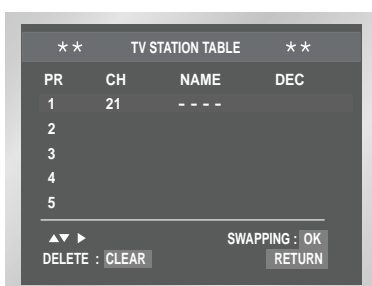 ** TV STATION TABLE **
PR CH NAME DEC
1 21 ----
2
3
4
5
▲▼ ▶ SWAPPING : OK
DELETE : CLEAR RETURN